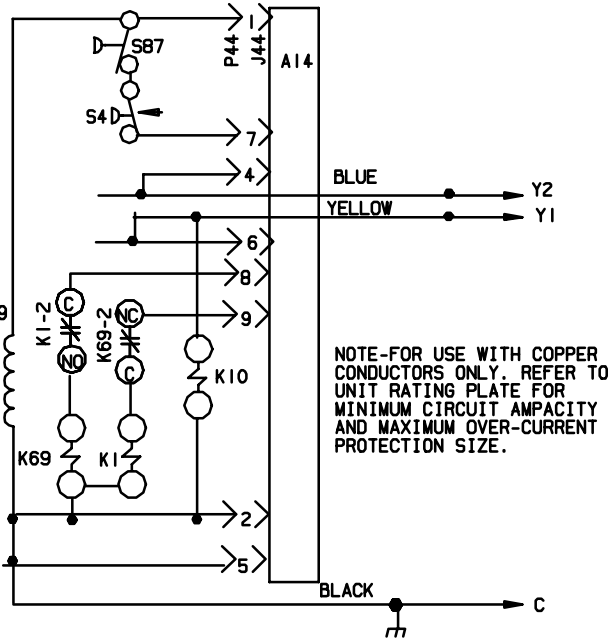 S87
P44
1
J44
A14
S4
7
4
BLUE
Y2
YELLOW
Y1
6
8
9
K1-2
C
NO
K69-2
NC
C
9
K10
NOTE-FOR USE WITH COPPER
CONDUCTORS ONLY. REFER TO
UNIT RATING PLATE FOR
MINIMUM CIRCUIT AMPACITY
AND MAXIMUM OVER-CURRENT
PROTECTION SIZE.
K69
K1
2
5
BLACK
C